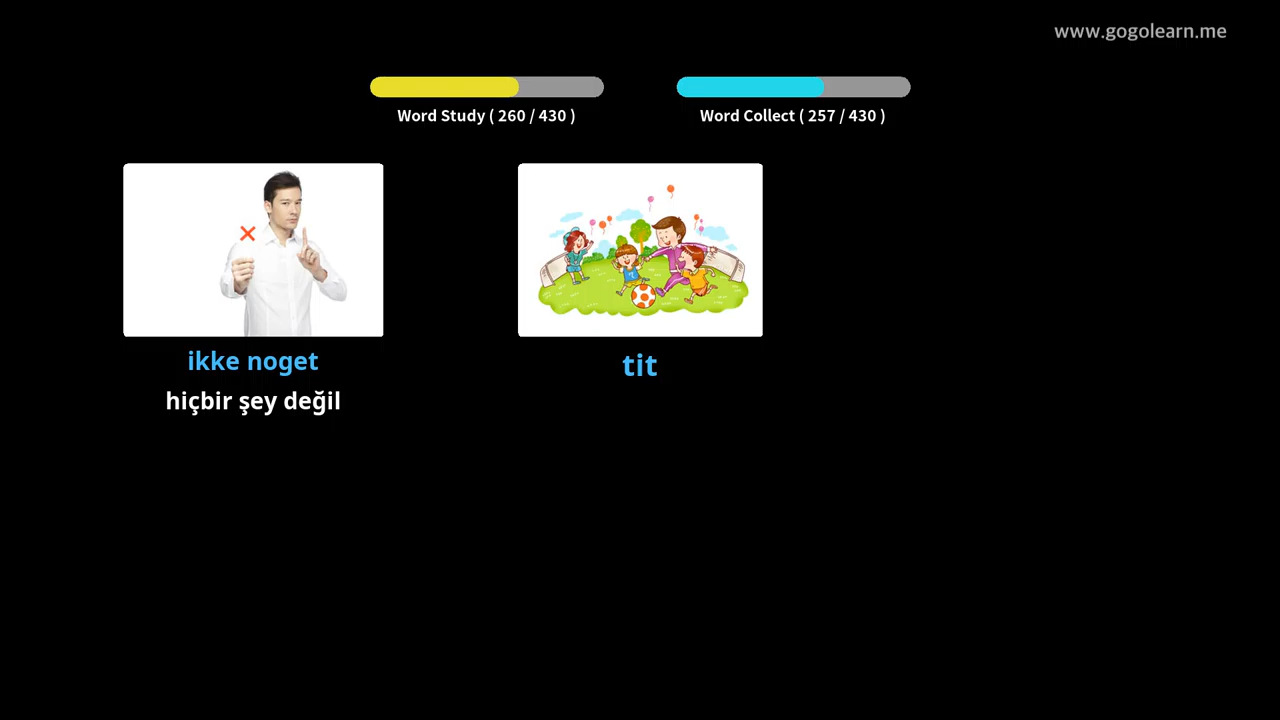 www.gogolearn.me
Word Study ( 260 / 430 )
Word Collect ( 257 / 430 )
ikke noget
hiçbir şey değil
tit